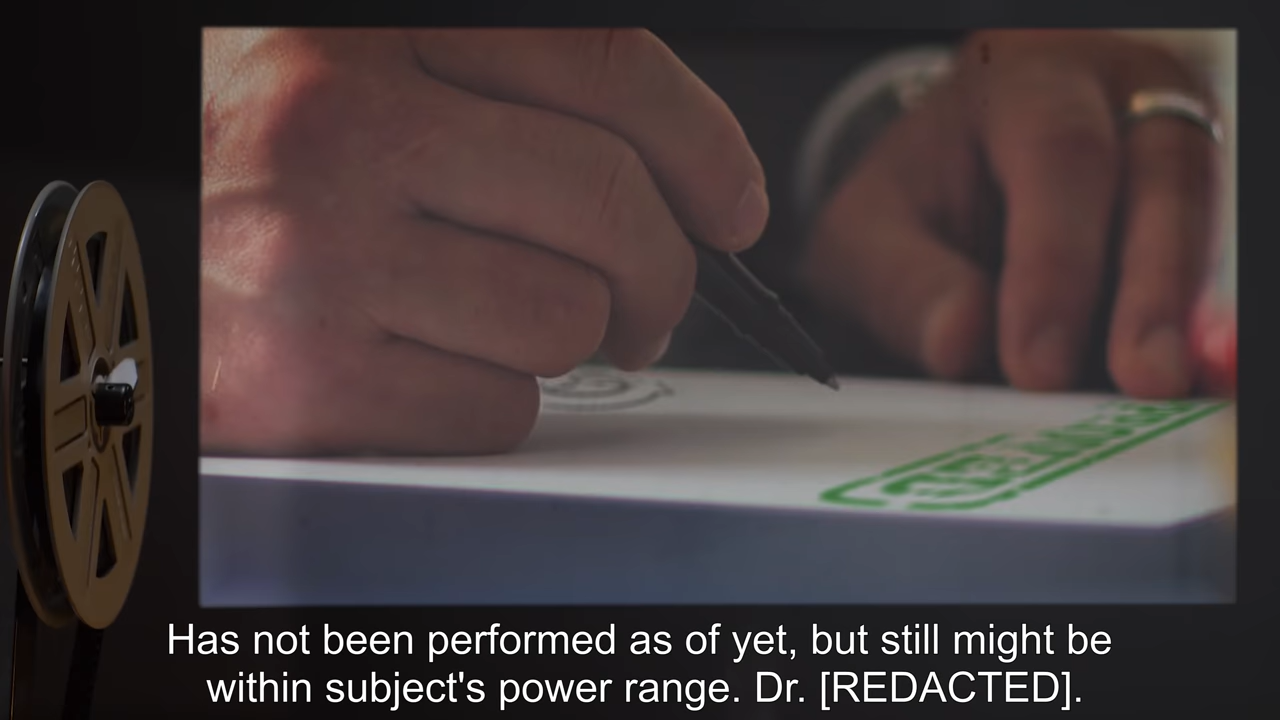 Has not been performed as of yet, but still might be
within subject's power range. Dr. [REDACTED].